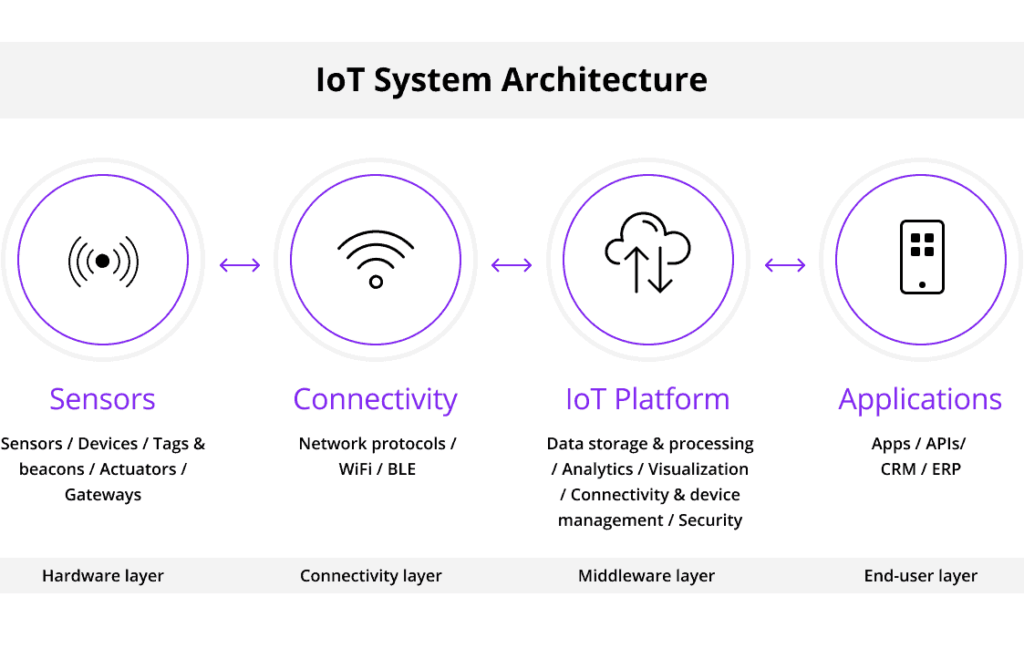 IoT System Architecture
Sensors
Sensors / Devices / Tags &
beacons / Actuators /
Gateways
Hardware layer
Connectivity
Network protocols /
WiFi / BLE
Connectivity layer
IoT Platform
Data storage & processing
/ Analytics / Visualization
/ Connectivity & device
management / Security
Middleware layer
Applications
Apps / APIs/
CRM / ERP
End-user layer